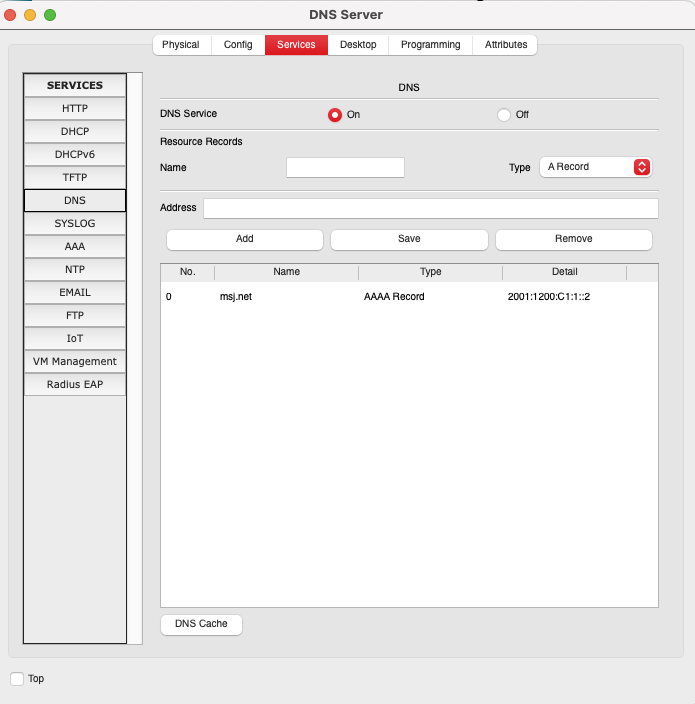 DNS Server
Physical Config Services Desktop Programming Attributes
SERVICES
HTTP
DHCP
DHCPv6
TFTP
DNS
SYSLOG
AAA
NTP
EMAIL
FTP
IoT
VM Management
Radius EAP
DNS
DNS Service On Off
Resource Records
Name Type A Record
Address
Add Save Remove
No. Name Type Detail
0 msj.net AAAA Record 2001:1200:C1:1::2
DNS Cache
Top